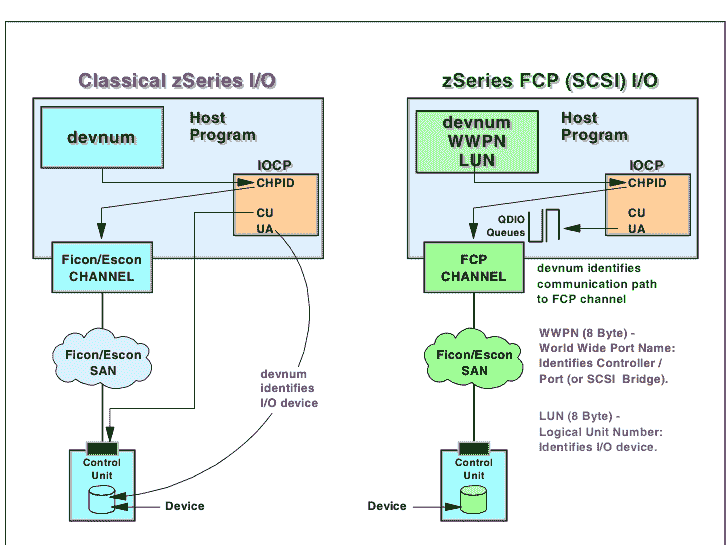 Classical zSeries I/O
devnum
Host
Program
IOCP
CHPID
CU
UA
Ficon/Escon
CHANNEL
Ficon/Escon
SAN
devnum
identifies
I/O device
Control
Unit
Device
zSeries FCP (SCSI) I/O
devnum
WWPN
LUN
Host
Program
IOCP
CHPID
CU
UA
QDIO
Queues
FCP
CHANNEL
devnum identifies
communication path
to FCP channel
Ficon/Escon
SAN
WWPN (8 Byte) -
World Wide Port Name:
Identifies Controller /
Port (or SCSI Bridge).
LUN (8 Byte) -
Logical Unit Number:
Identifies I/O device.
Control
Unit
Device